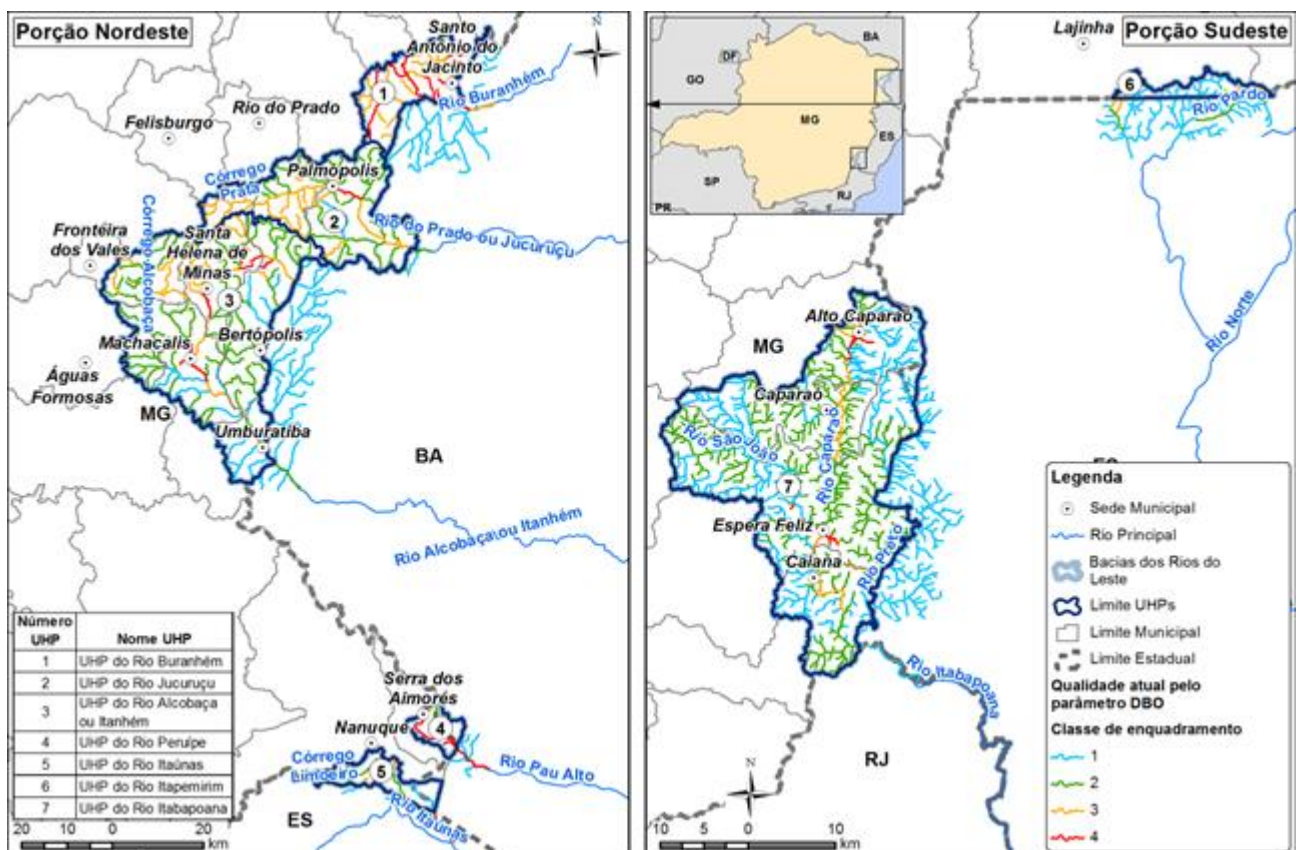 Porção Nordeste
Santo
Antônio do
Jacinto
1
Rio Buranhém
Rio do Prado
Felisburgo
Palmópolis
Córrego
Prata
2
Rio do Prado ou Jucuruçu
Fronteira
dos Vales
Santa
Helena de
Minas
Córrego Alcobaça
3
Bertópolis
Machacalis
Águas
Formosas
MG
Umburatiba
BA
Rio Alcobaça ou Itanhém
Número
UHP
Nome UHP
1
UHP do Rio Buranhém
2
UHP do Rio Jucuruçu
3
UHP do Rio Alcobaça
ou Itanhém
4
UHP do Rio Peruípe
5
UHP do Rio Itaúnas
6
UHP do Rio Itapemirim
7
UHP do Rio Itabapoana
Serra dos
Aimorés
Nanuque
4
Córrego
Limoeiro
5
Rio Pau Alto
Rio Itaúnas
ES
20 10 0 20
km
N
Porção Sudeste
Lajinha
6
Rio Pardo
BA
DF
GO
MG
ES
SP
RJ
PR
Rio Norte
Alto Caparaó
MG
Caparaó
Rio Caparaó
Rio São João
7
Espera Feliz
Rio Preto
Caiana
Rio Itabapoana
RJ
N
10 5 0 10
km
Legenda
Sede Municipal
Rio Principal
Bacias dos Rios do
Leste
Limite UHPs
Limite Municipal
Limite Estadual
Qualidade atual pelo
parâmetro DBO
Classe de enquadramento
1
2
3
4